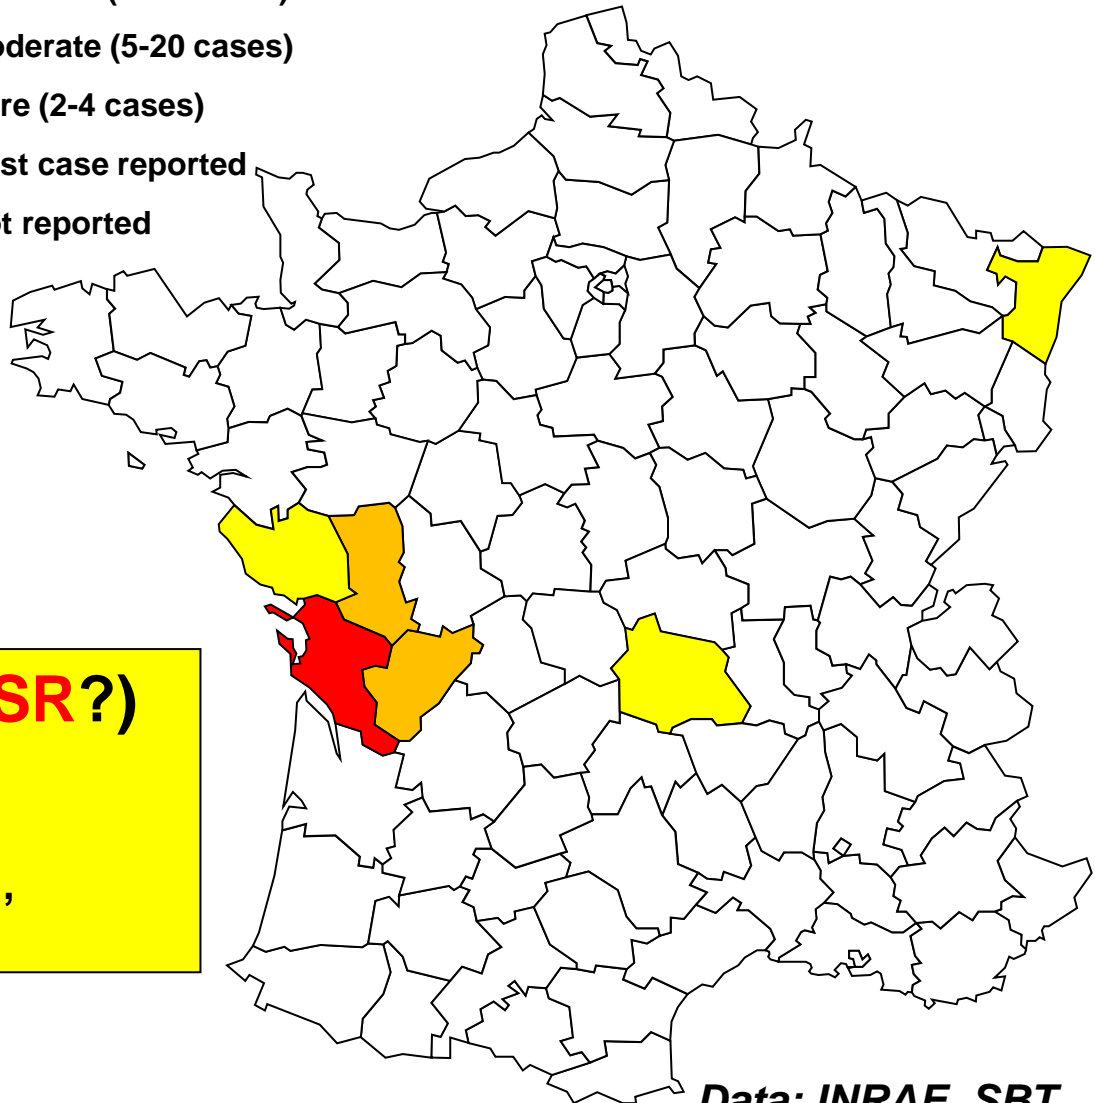 oderate (5-20 cases)
re (2-4 cases)
st case reported
t reported
SR?)
,
Data: INRAE, SBT